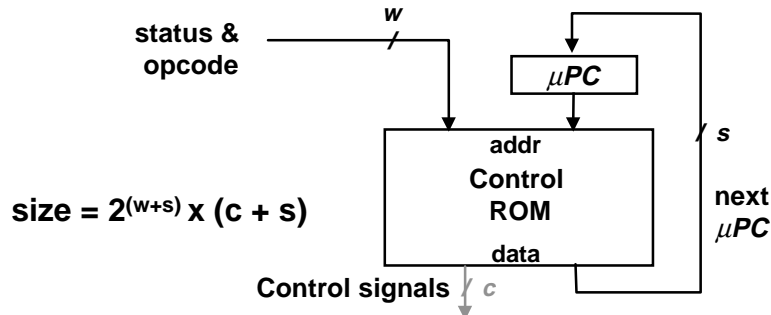 w
status &
opcode
μPC
addr
s
Control
ROM
size = 2^(w+s) x (c + s)
next
μPC
data
Control signals / c